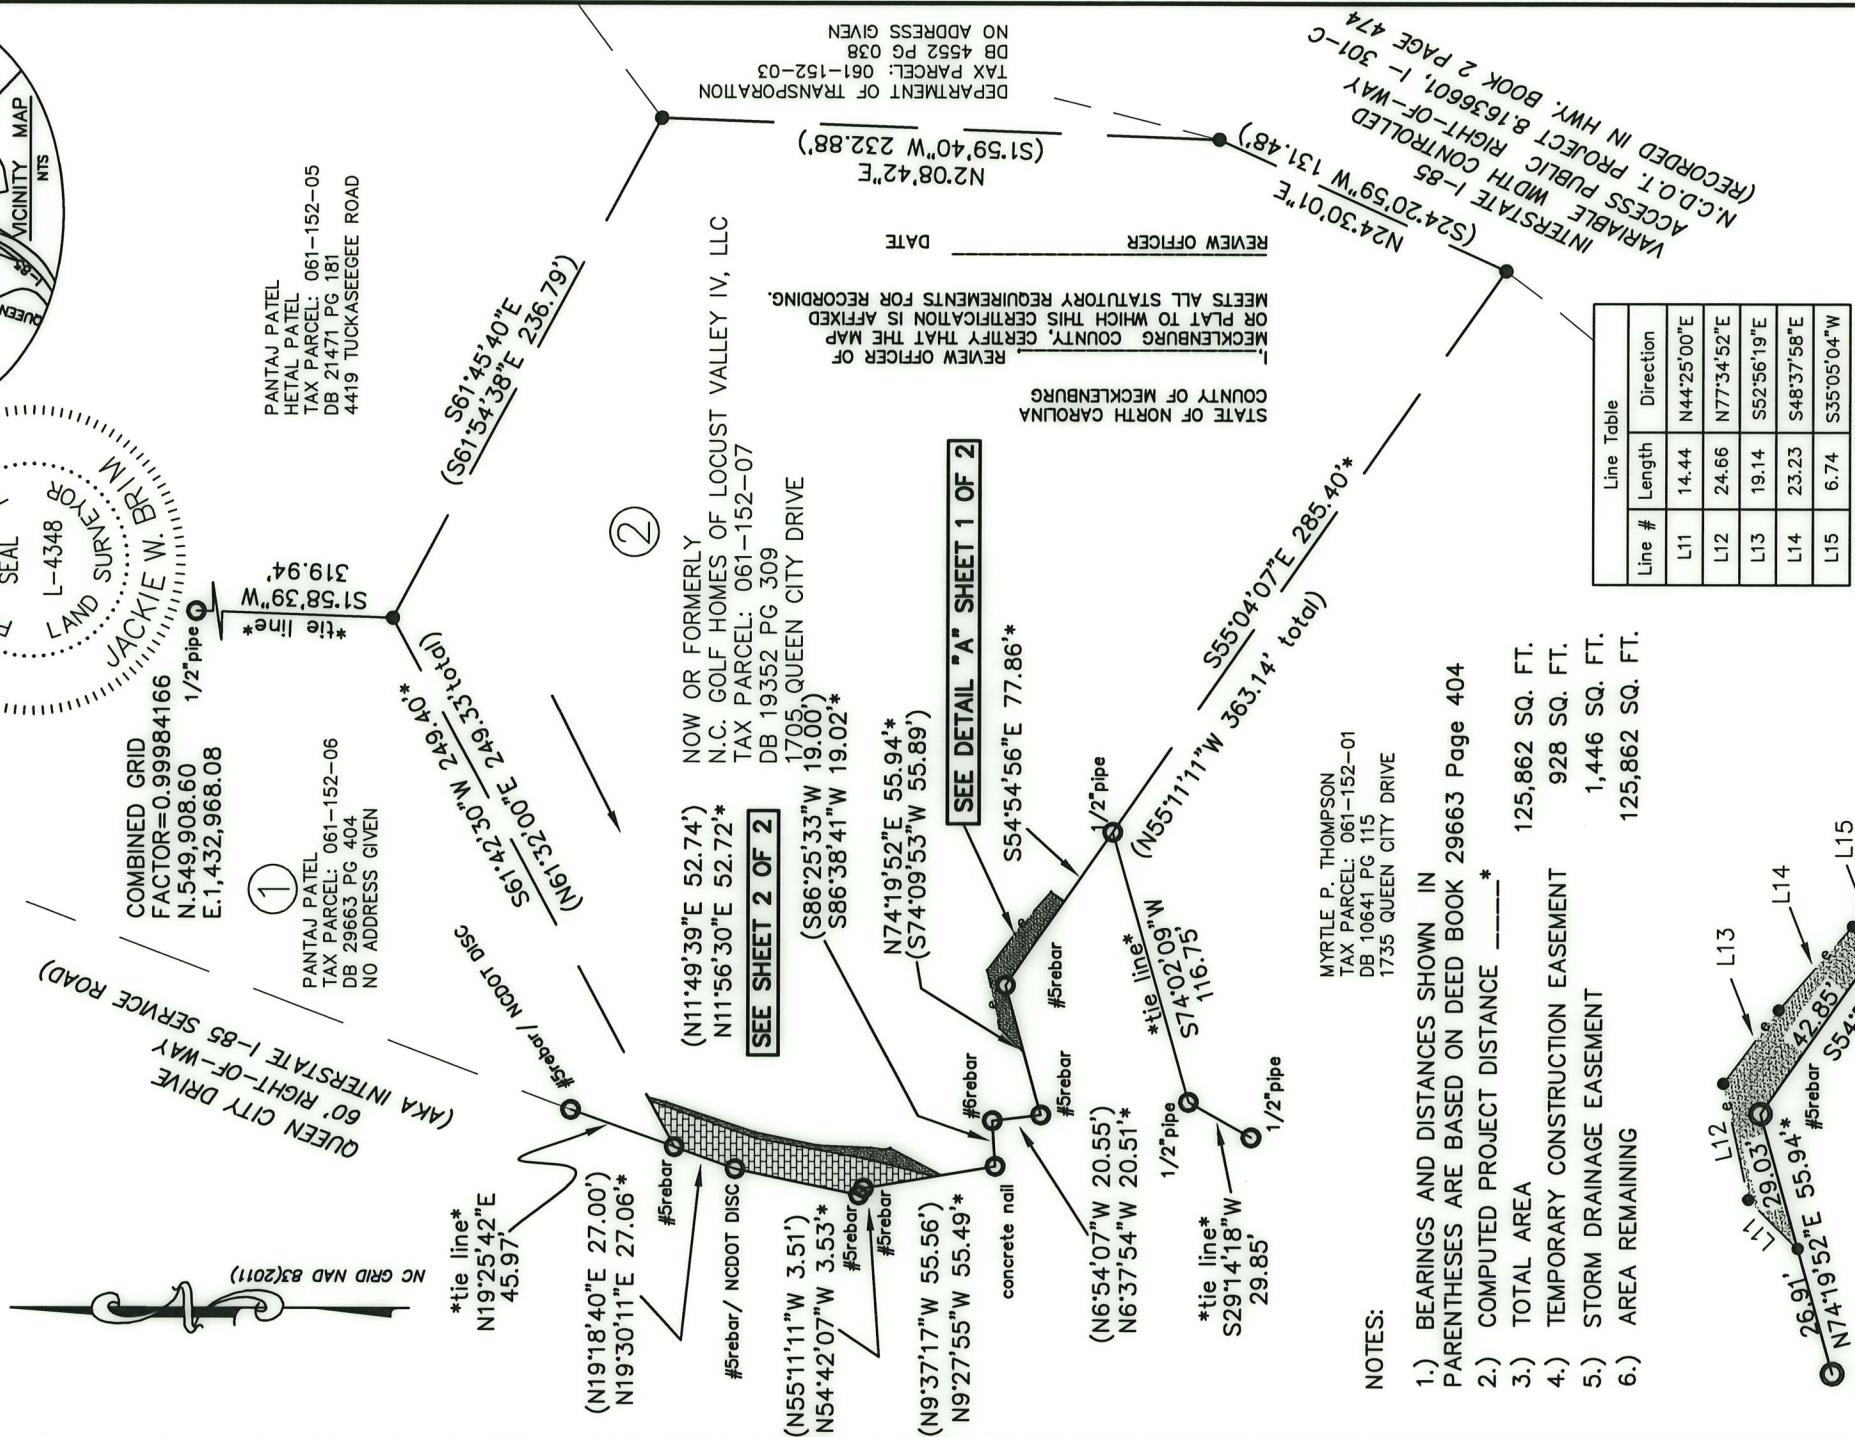 QUEEN
I-85
VICINITY MAP
NTS
SEAL
L-4348
LAND SURVEYOR
JACKIE W. BRIM
COMBINED GRID
FACTOR=0.99984166
N.549,908.60
E.1,432,968.08
1/2"pipe
*tie line*
S1°58'39"W
319.94'
PANTAJ PATEL
HETAL PATEL
TAX PARCEL: 061-152-05
DB 21471 PG 181
4419 TUCKASEEGEE ROAD
1
PANTAJ PATEL
TAX PARCEL: 061-152-06
DB 29663 PG 404
NO ADDRESS GIVEN
QUEEN CITY DRIVE
60' RIGHT-OF-WAY
(AKA INTERSTATE I-85 SERVICE ROAD)
NC GRID NAD 83(2011)
S61°42'30"W 249.40'*
(N61°32'00"E 249.33'total)
S61°45'40"E
(S61°54'38"E 236.79')
DEPARTMENT OF TRANSPORATION
TAX PARCEL: 061-152-03
DB 4552 PG 038
NO ADDRESS GIVEN
N2°08'42"E
(S1°59'40"W 232.88')
N24°30'01"E
(S24°20'59"W 131.48')
INTERSTATE I-85
VARIABLE WIDTH CONTROLLED
ACCESS PUBLIC RIGHT-OF-WAY
N.C.D.O.T. PROJECT 8.1636601, I- 301-C
(RECORDED IN HWY. BOOK 2 PAGE 474
2
NOW OR FORMERLY
N.C. GOLF HOMES OF LOCUST VALLEY IV, LLC
TAX PARCEL: 061-152-07
DB 19352 PG 309
1705 QUEEN CITY DRIVE
STATE OF NORTH CAROLINA
COUNTY OF MECKLENBURG
I, REVIEW OFFICER OF
MECKLENBURG COUNTY, CERTIFY THAT THE MAP
OR PLAT TO WHICH THIS CERTIFICATION IS AFFIXED
MEETS ALL STATUTORY REQUIREMENTS FOR RECORDING.
REVIEW OFFICER DATE
#5rebar/ NCDOT DISC
*tie line*
N19°25'42"E
45.97'
(N19°18'40"E 27.00')
N19°30'11"E 27.06'*
#5rebar
#5rebar/ NCDOT DISC
(N11°49'39"E 52.74')
N11°56'30"E 52.72'*
SEE SHEET 2 OF 2
(N55°11'11"W 3.51')
N54°42'07"W 3.53'*
#5rebar
#5rebar
(S86°25'33"W 19.00')
S86°38'41"W 19.02'*
(N9°37'17"W 55.56')
N9°27'55"W 55.49'*
concrete nail
#6rebar
N74°19'52"E 55.94'*
(S74°09'53"W 55.89')
SEE DETAIL "A" SHEET 1 OF 2
S54°54'56"E 77.86'*
e
e
#5rebar
#5rebar
(N6°54'07"W 20.55')
N6°37'54"W 20.51'*
1/2"pipe
*tie line*
S74°02'09"W
116.75'
1/2"pipe
*tie line*
S29°14'18"W
29.85'
1/2"pipe
S55°04'07"E 285.40'*
(N55°11'11"W 363.14' total)
MYRTLE P. THOMPSON
TAX PARCEL: 061-152-01
DB 10641 PG 115
1735 QUEEN CITY DRIVE
NOTES:
1.) BEARINGS AND DISTANCES SHOWN IN
PARENTHESES ARE BASED ON DEED BOOK 29663 Page 404
2.) COMPUTED PROJECT DISTANCE ____*
3.) TOTAL AREA 125,862 SQ. FT.
4.) TEMPORARY CONSTRUCTION EASEMENT 928 SQ. FT.
5.) STORM DRAINAGE EASEMENT 1,446 SQ. FT.
6.) AREA REMAINING 125,862 SQ. FT.
Line Table
Line # Length Direction
L11 14.44 N44°25'00"E
L12 24.66 N77°34'52"E
L13 19.14 S52°56'19"E
L14 23.23 S48°37'58"E
L15 6.74 S35°05'04"W
L11
L12
L13
L14
L15
e
e
e
26.91'
29.03'
N74°19'52"E 55.94'*
#5rebar
42.85'